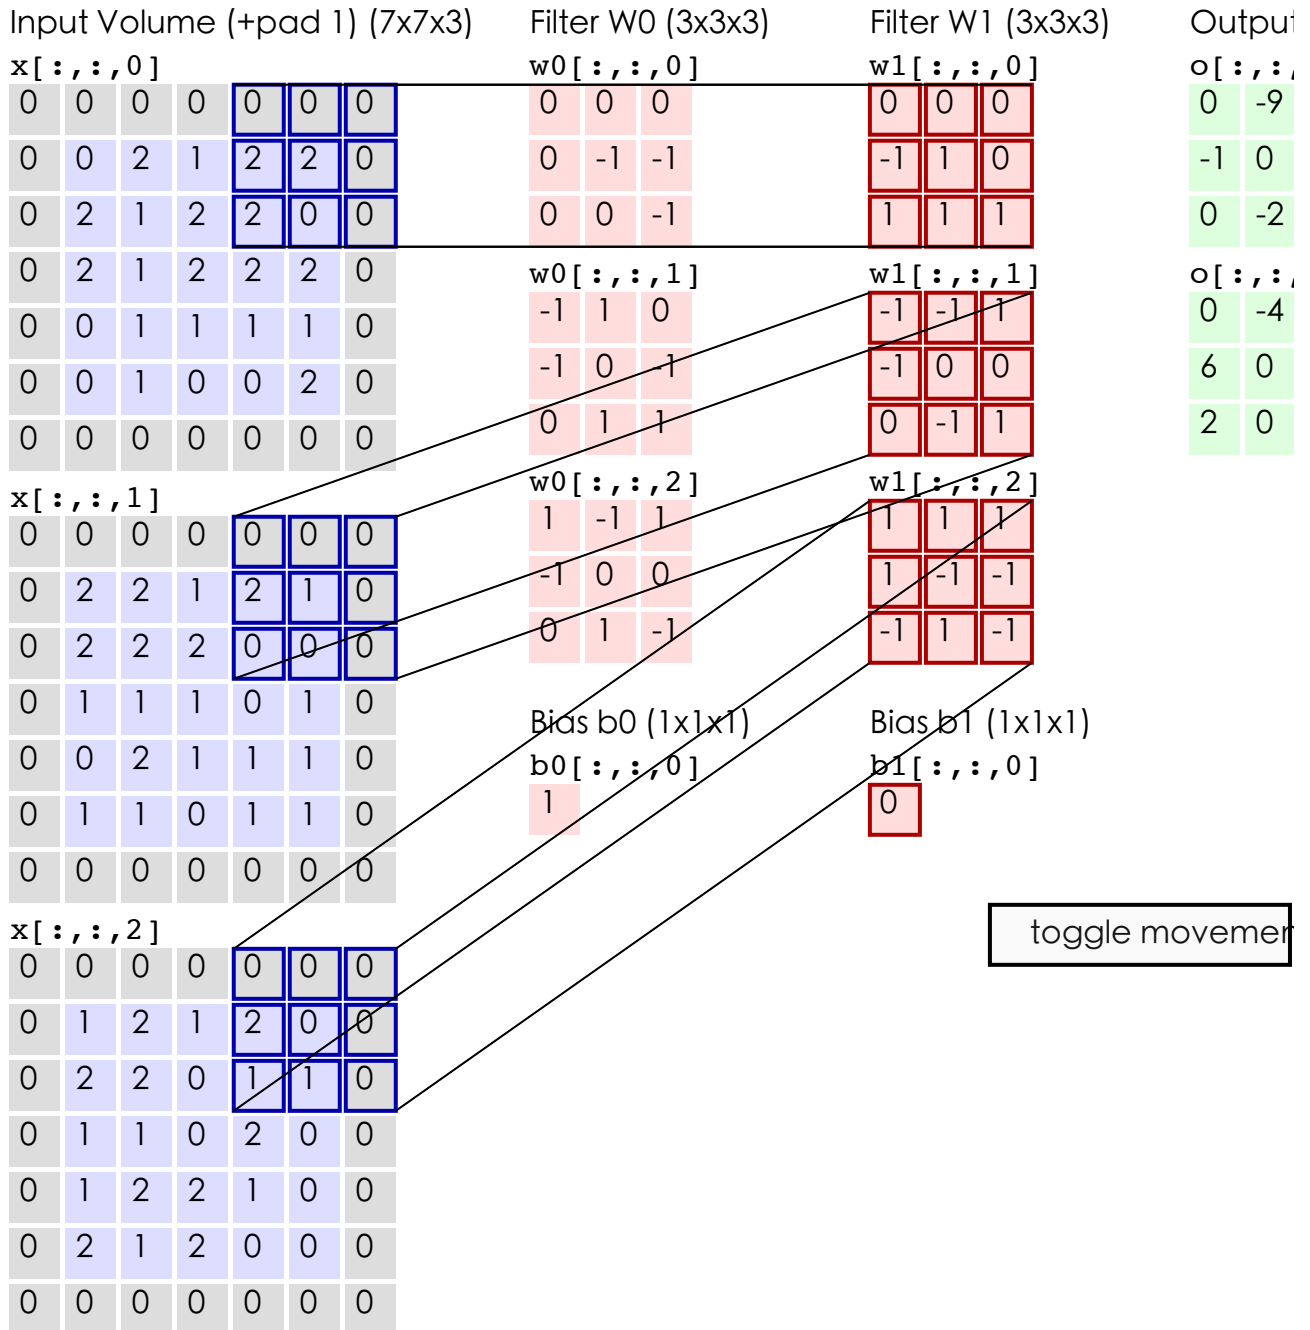 Input Volume (+pad 1) (7x7x3)
x[:,:,0]
0 0 0 0 0 0 0
0 0 2 1 2 2 0
0 2 1 2 2 0 0
0 2 1 2 2 2 0
0 0 1 1 1 1 0
0 0 1 0 0 2 0
0 0 0 0 0 0 0
x[:,:,1]
0 0 0 0 0 0 0
0 2 2 1 2 1 0
0 2 2 2 0 0 0
0 1 1 1 0 1 0
0 0 2 1 1 1 0
0 1 1 0 1 1 0
0 0 0 0 0 0 0
x[:,:,2]
0 0 0 0 0 0 0
0 1 2 1 2 0 0
0 2 2 0 1 1 0
0 1 1 0 2 0 0
0 1 2 2 1 0 0
0 2 1 2 0 0 0
0 0 0 0 0 0 0
Filter W0 (3x3x3)
w0[:,:,0]
0 0 0
0 -1 -1
0 0 -1
w0[:,:,1]
-1 1 0
-1 0 -1
0 1 1
w0[:,:,2]
1 -1 1
-1 0 0
0 1 -1
Bias b0 (1x1x1)
b0[:,:,0]
1
Filter W1 (3x3x3)
w1[:,:,0]
0 0 0
-1 1 0
1 1 1
w1[:,:,1]
-1 -1 1
-1 0 0
0 -1 1
w1[:,:,2]
1 1 1
1 -1 -1
-1 1 -1
Bias b1 (1x1x1)
b1[:,:,0]
0
Output
o[:,:,
0 -9
-1 0
0 -2
o[:,:,
0 -4
6 0
2 0
toggle movemen